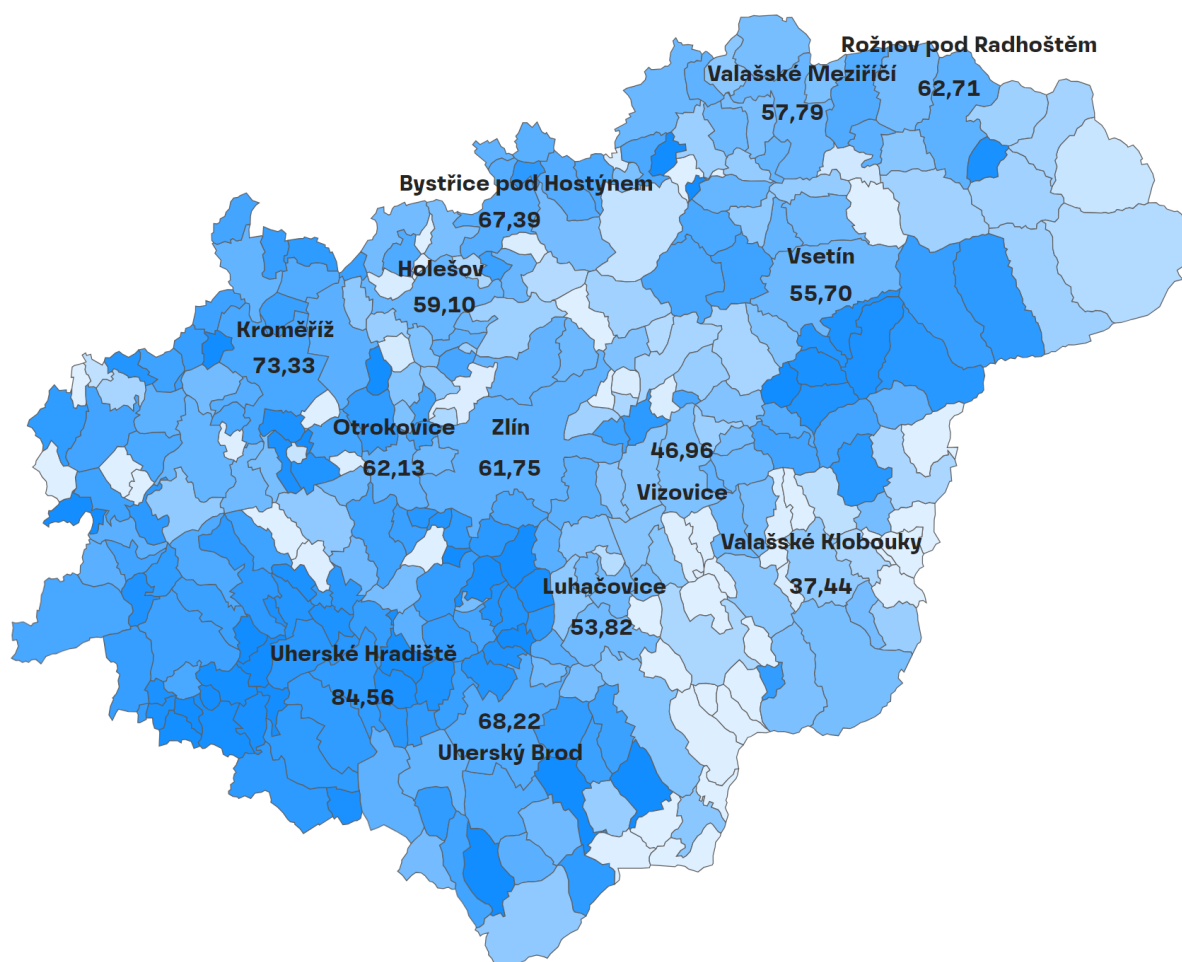 Rožnov pod Radhoštěm
62,71
Valašské Meziříčí
57,79
Bystřice pod Hostýnem
67,39
Vsetín
55,70
Holešov
59,10
Kroměříž
73,33
Otrokovice
62,13
Zlín
61,75
46,96
Vizovice
Valašské Klobouky
37,44
Luhačovice
53,82
Uherské Hradiště
84,56
68,22
Uherský Brod